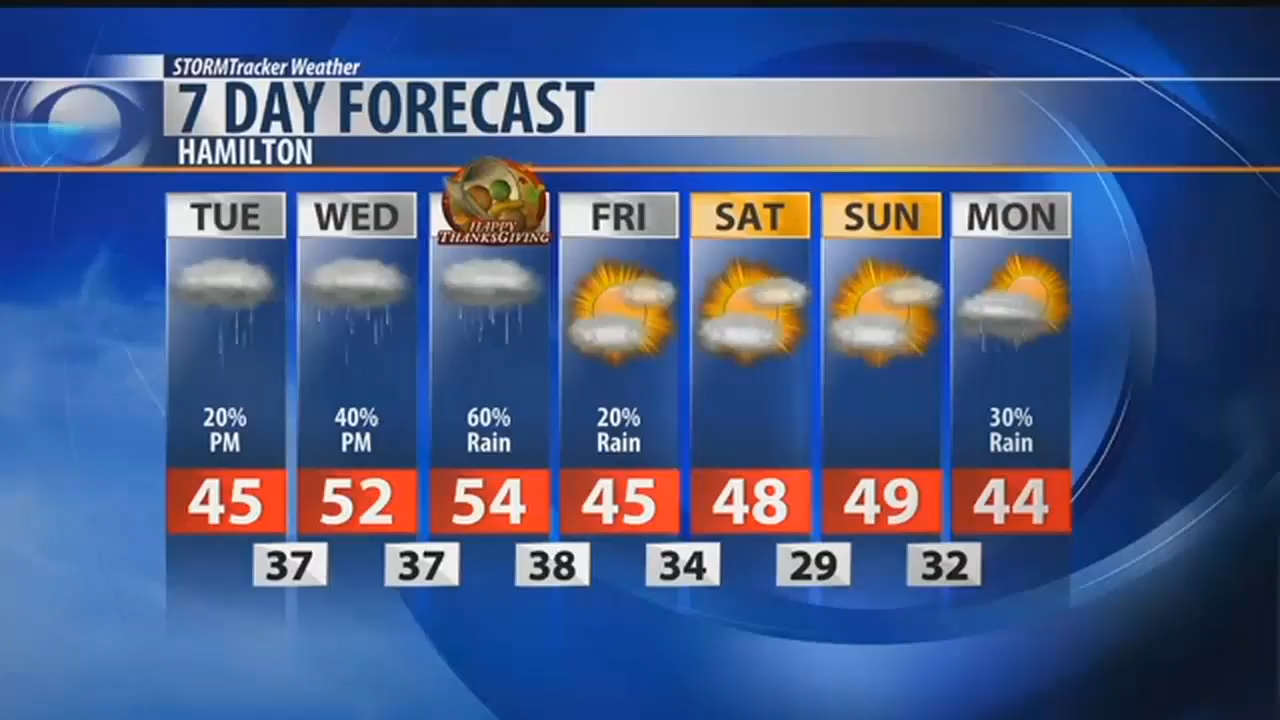 STORMTracker Weather
7 DAY FORECAST
HAMILTON
TUE WED HAPPY THANKSGIVING FRI SAT SUN MON
20% PM
40% PM
60% Rain
20% Rain
30% Rain
45 52 54 45 48 49 44
37 37 38 34 29 32